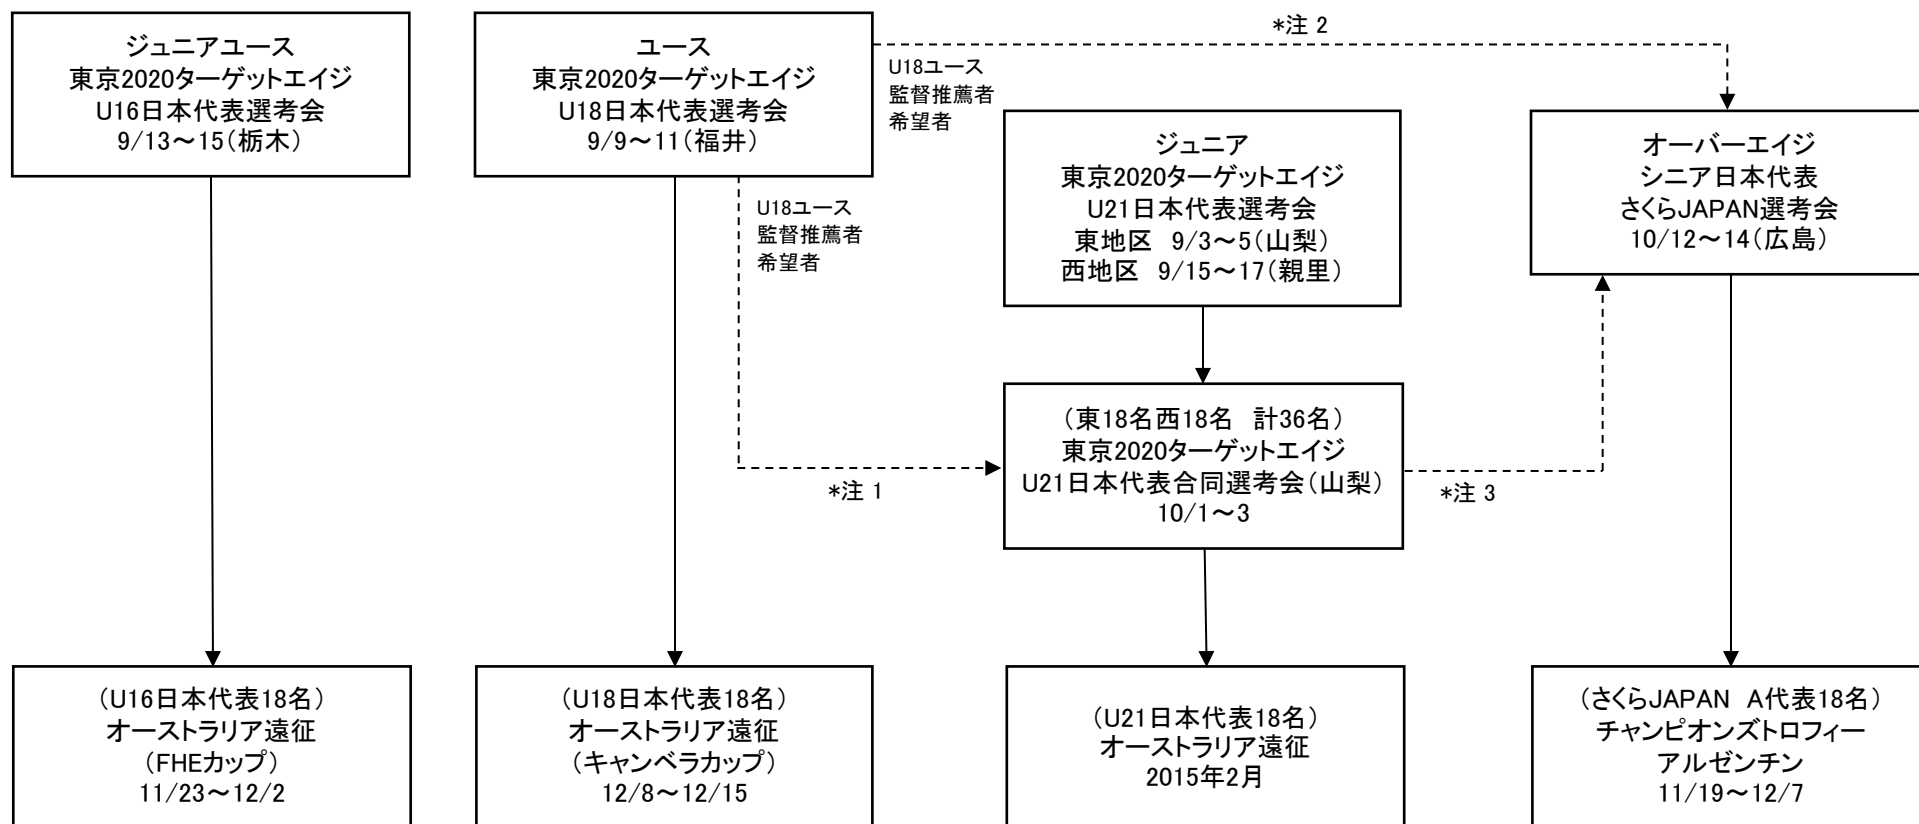 ジュニアユース
東京2020ターゲットエイジ
U16日本代表選考会
9/13～15(栃木)
ユース
東京2020ターゲットエイジ
U18日本代表選考会
9/9～11(福井)
*注 2
U18ユース
監督推薦者
希望者
U18ユース
監督推薦者
希望者
ジュニア
東京2020ターゲットエイジ
U21日本代表選考会
東地区 9/3～5(山梨)
西地区 9/15～17(親里)
オーバーエイジ
シニア日本代表
さくらJAPAN選考会
10/12～14(広島)
(東18名西18名 計36名)
東京2020ターゲットエイジ
U21日本代表合同選考会(山梨)
10/1～3
*注 1
*注 3
(U16日本代表18名)
オーストラリア遠征
(FHEカップ)
11/23～12/2
(U18日本代表18名)
オーストラリア遠征
(キャンベラカップ)
12/8～12/15
(U21日本代表18名)
オーストラリア遠征
2015年2月
(さくらJAPAN A代表18名)
チャンピオンズトロフィー
アルゼンチン
11/19～12/7